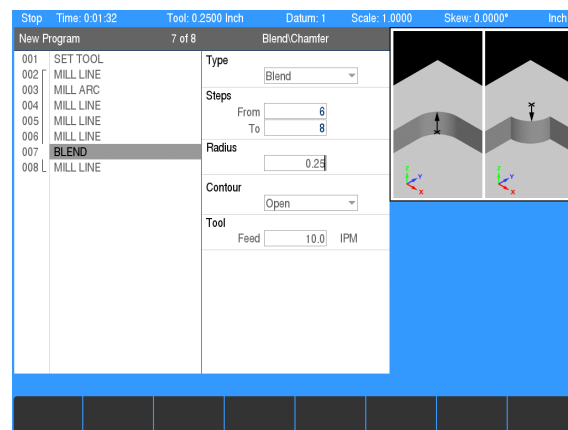 Stop Time: 0:01:32 Tool: 0.2500 Inch Datum: 1 Scale: 1.0000 Skew: 0.0000° Inch
New Program 7 of 8 Blend\Chamfer
001 SET TOOL
002 MILL LINE
003 MILL ARC
004 MILL LINE
005 MILL LINE
006 MILL LINE
007 BLEND
008 MILL LINE
Type
Blend
Steps
From 6
To 8
Radius
0.25
Contour
Open
Tool
Feed 10.0 IPM
Z Y X
Z Y X